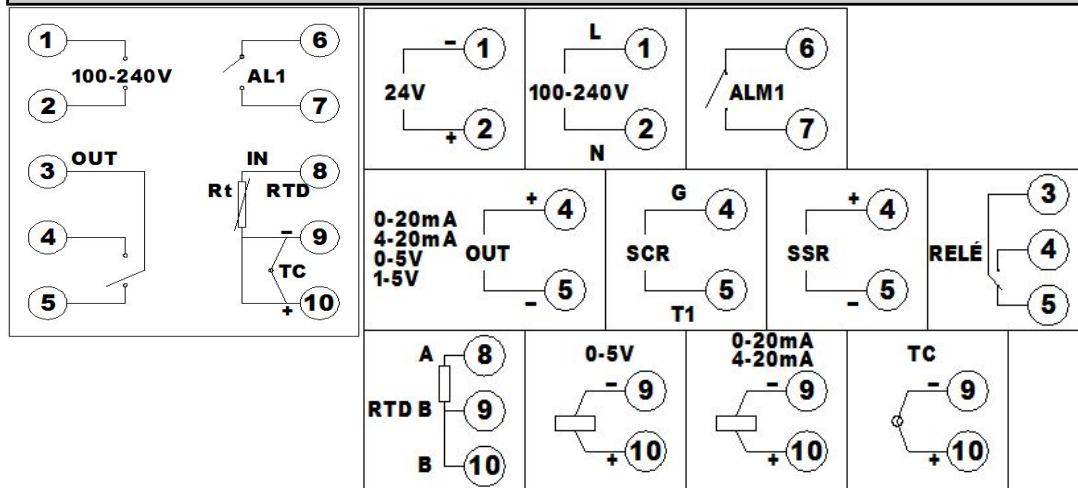 1 6
100-240V AL1
2 7
3 OUT IN 8
Rt RTD
4 - 9
TC
5 + 10
- 1
24V
+ 2
L 1
100-240V
N 2
6
ALM1
7
0-20mA
4-20mA
0-5V
1-5V
OUT
+ 4
- 5
G 4
SCR
T1 5
+ 4
SSR
- 5
3
RELÉ 4
5
A 8
RTD B 9
B 10
0-5V
- 9
+ 10
0-20mA
4-20mA
- 9
+ 10
TC
- 9
+ 10